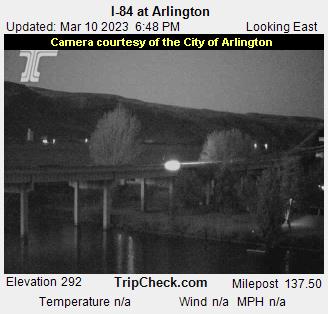 I-84 at Arlington
Updated: Mar 10 2023 6:48 PM Looking East
Camera courtesy of the City of Arlington
Elevation 292 TripCheck.com Milepost 137.50
Temperature n/a Wind n/a MPH n/a